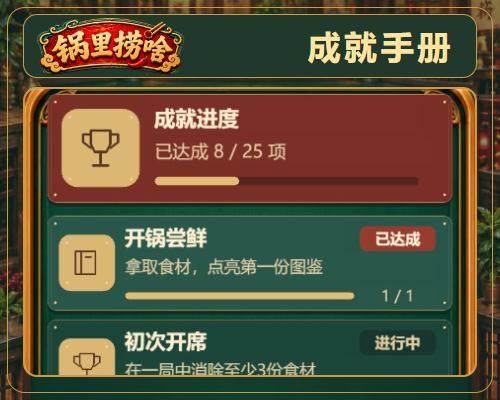 锅里捞啥
成就手册
成就进度
已达成 8 / 25 项
开锅尝鲜
已达成
拿取食材，点亮第一份图鉴
1 / 1
初次开席
进行中
在一局中消除至少3份食材